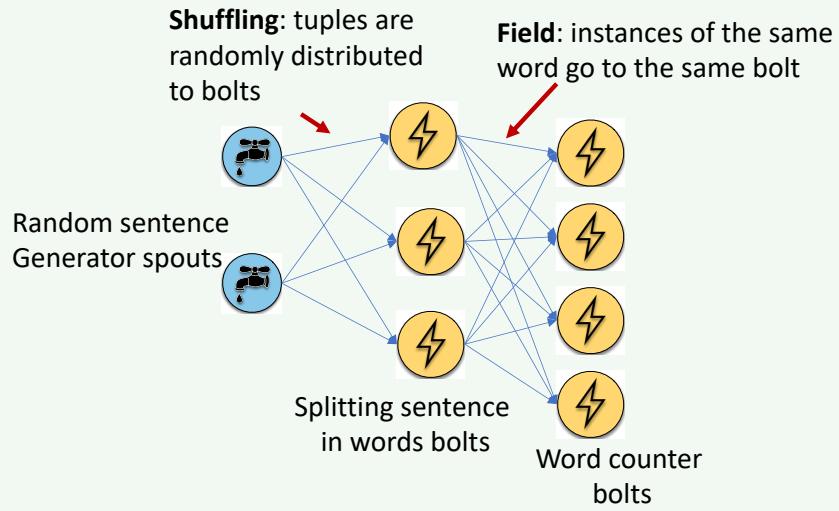 Shuffling: tuples are
randomly distributed
to bolts
Field: instances of the same
word go to the same bolt
Random sentence
Generator spouts
Splitting sentence
in words bolts
Word counter
bolts